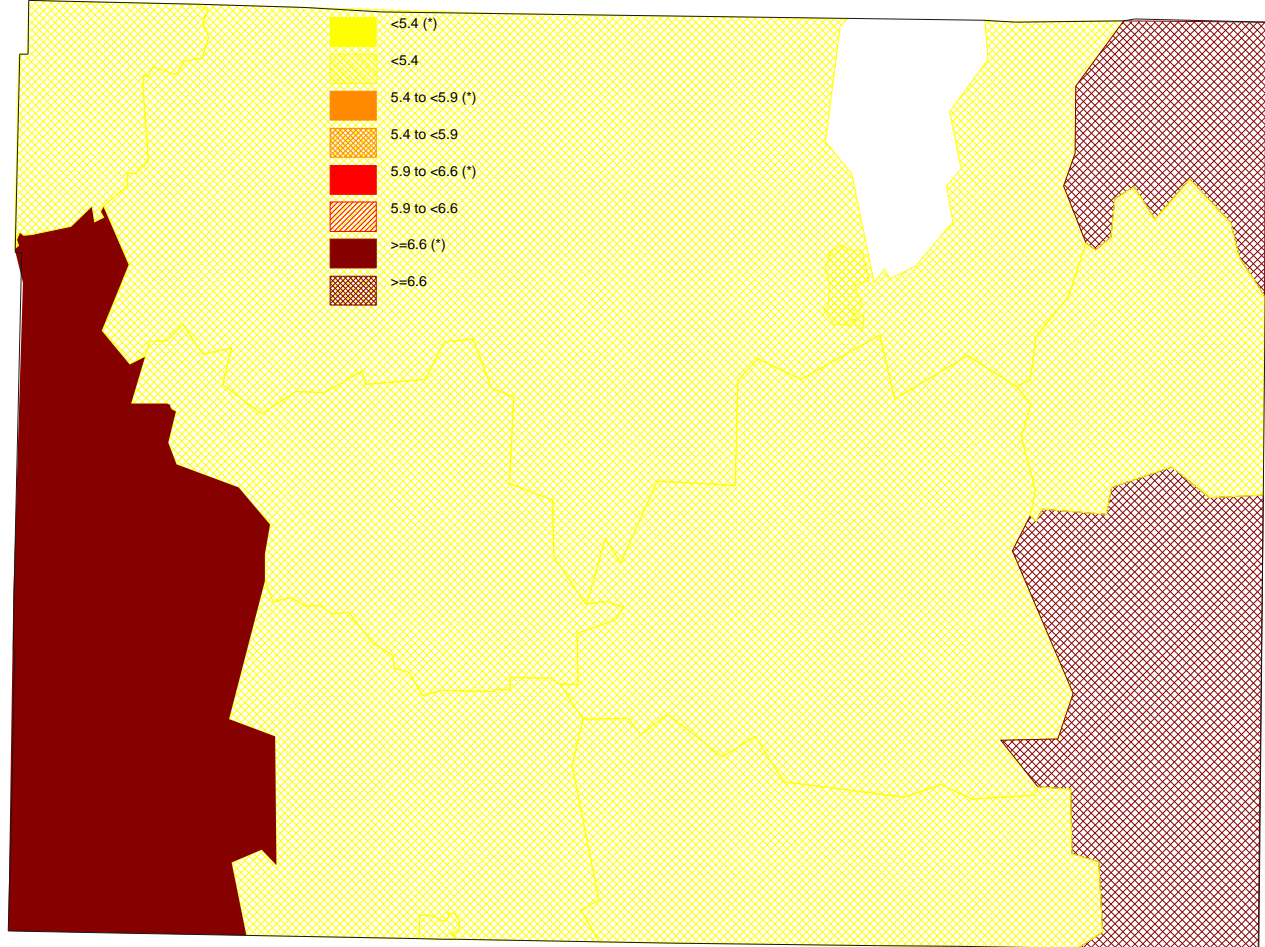 <5.4 (*)
<5.4
5.4 to <5.9 (*)
5.4 to <5.9
5.9 to <6.6 (*)
5.9 to <6.6
>=6.6 (*)
>=6.6